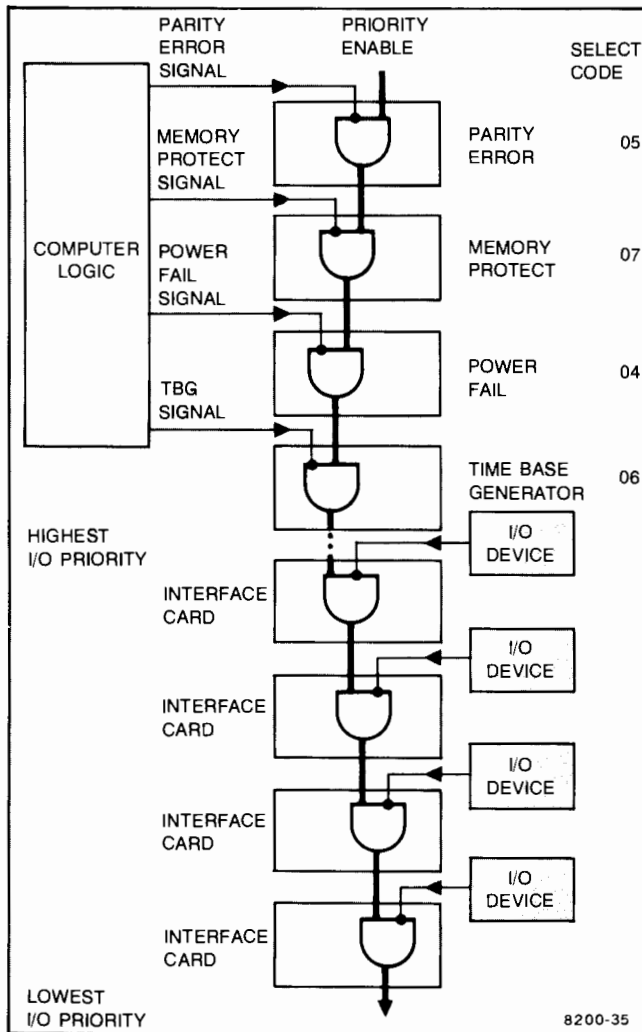 PARITY
ERROR
SIGNAL
PRIORITY
ENABLE
SELECT
CODE
PARITY
ERROR
05
MEMORY
PROTECT
SIGNAL
COMPUTER
LOGIC
MEMORY
PROTECT
07
POWER
FAIL
SIGNAL
POWER
FAIL
04
TBG
SIGNAL
TIME BASE
GENERATOR
06
HIGHEST
I/O PRIORITY
I/O
DEVICE
INTERFACE
CARD
I/O
DEVICE
INTERFACE
CARD
I/O
DEVICE
INTERFACE
CARD
I/O
DEVICE
INTERFACE
CARD
LOWEST
I/O PRIORITY
8200-35